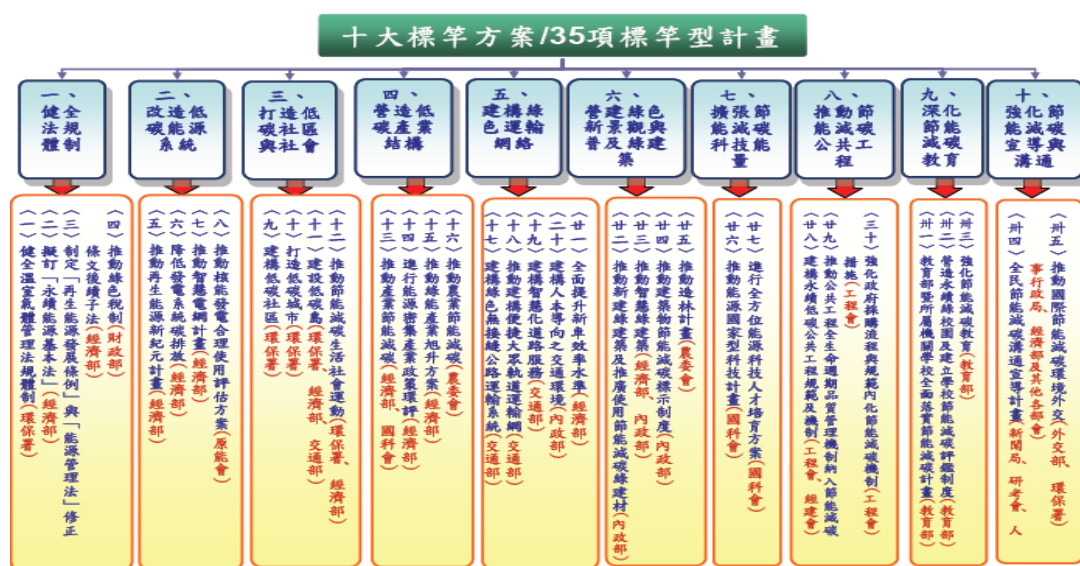 十大標竿方案/35項標竿型計畫
一、健全法規體制
二、改造低碳能源系統
三、打造低碳社區與社會
四、營造低碳產業結構
五、建構綠色運輸網絡
六、營建綠色新景觀與普及綠建築
七、擴張節能減碳科技能量
八、推動節能減碳公共工程
九、深化節能減碳教育
十、強化節能減碳宣導與溝通
〈一〉健全溫室氣體管理法規體制(環保署)
〈二〉擬訂「永續能源基本法」(經濟部)
〈三〉制定「再生能源發展條例」與「能源管理法」修正
條文後續子法(經濟部)
〈四〉推動綠色稅制(財政部)
〈五〉推動再生能源新紀元計畫(經濟部)
〈六〉降低發電系統碳排放(經濟部)
〈七〉推動智慧電網計畫(經濟部)
〈八〉推動核能發電合理使用評估方案(原能會)
〈九〉建構低碳社區(環保署)
〈十〉打造低碳城市(環保署)
〈十一〉建設低碳島(環保署、經濟部、交通部)
〈十二〉推動節能減碳生活社會運動(環保署、經濟部)
〈十三〉推動產業節能減碳(經濟部、國科會)
〈十四〉進行能源密集產業政策環評(經濟部)
〈十五〉推動綠能產業旭升方案(經濟部)
〈十六〉推動農業節能減碳(農委會)
〈十七〉建構綠色無接縫公路運輸系統(交通部)
〈十八〉推動建構便捷大眾軌道運輸網(交通部)
〈十九〉建構智慧化道路服務(交通部)
〈二十〉建構人本導向之交通環境(內政部)
〈廿一〉全面提升新車效率水準(經濟部)
〈廿二〉推動新建綠建築及推廣使用節能減碳綠建材(內政部)
〈廿三〉推動既有綠建築(經濟部、內政部)
〈廿四〉推動建築物節能減碳標示制度(內政部)
〈廿五〉推動造林計畫(農委會)
〈廿六〉推動能源國家型科技計畫(國科會)
〈廿七〉進行全方位能源科技人才培育方案(國科會)
〈廿八〉建構永續低碳公共工程規範及機制(工程會、經建會)
〈廿九〉推動公共工程全生命週期品質管理機制納入節能減碳
措施(工程會)
〈三十〉強化政府採購流程與規範內化節能減碳機制(工程會)
〈卅一〉教育部暨所屬機關學校全面落實節能減碳計畫(教育部)
〈卅二〉營造永續綠校園及建立學校節能減碳評鑑制度(教育部)
〈卅三〉強化節能減碳教育(教育部)
〈卅四〉全民節能減碳溝通宣導計畫(新聞局、研考會、人
事行政局、經濟部及其他各部會)
〈卅五〉推動國際節能減碳環境外交(外交部、環保署)